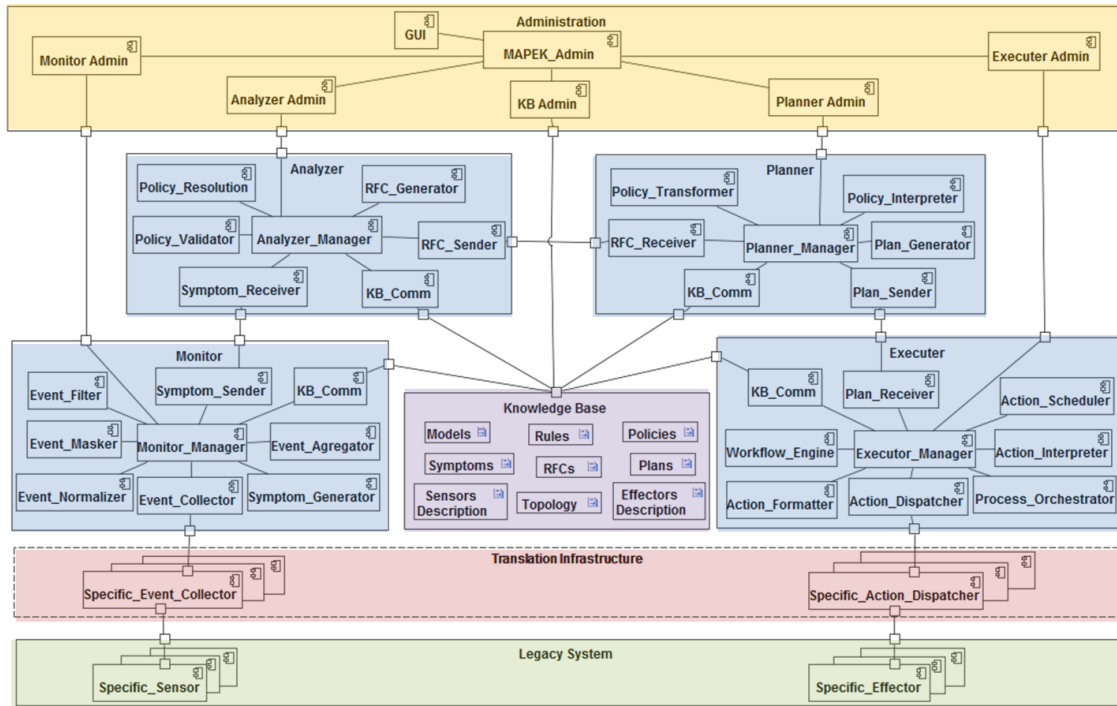 Administration
GUI
Monitor Admin
MAPEK_Admin
Executer Admin
Analyzer Admin
KB Admin
Planner Admin
Analyzer
Policy_Resolution
RFC_Generator
Policy_Validator
Analyzer_Manager
RFC_Sender
Symptom_Receiver
KB_Comm
Planner
Policy_Transformer
Policy_Interpreter
RFC_Receiver
Planner_Manager
Plan_Generator
KB_Comm
Plan_Sender
Monitor
Event_Filter
Symptom_Sender
KB_Comm
Event_Masker
Monitor_Manager
Event_Agregator
Event_Normalizer
Event_Collector
Symptom_Generator
Knowledge Base
Models
Rules
Policies
Symptoms
RFCs
Plans
Sensors
Description
Topology
Effectors
Description
Executer
KB_Comm
Plan_Receiver
Action_Scheduler
Workflow_Engine
Executor_Manager
Action_Interpreter
Action_Formatter
Action_Dispatcher
Process_Orchestrator
Translation Infrastructure
Specific_Event_Collector
Specific_Action_Dispatcher
Legacy System
Specific_Sensor
Specific_Effector